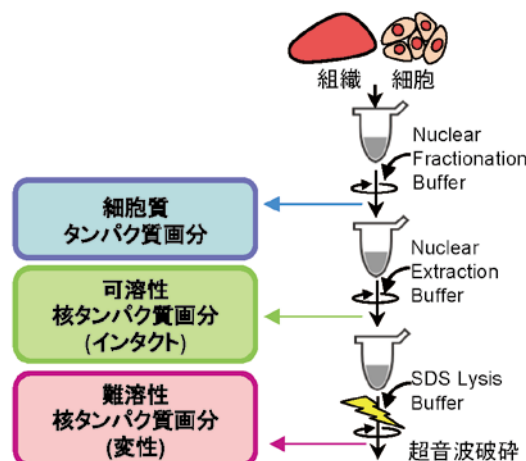 組織 細胞
Nuclear
Fractionation
Buffer
細胞質
タンパク質画分
Nuclear
Extraction
Buffer
可溶性
核タンパク質画分
(インタクト)
SDS Lysis
Buffer
超音波破砕
難溶性
核タンパク質画分
(変性)